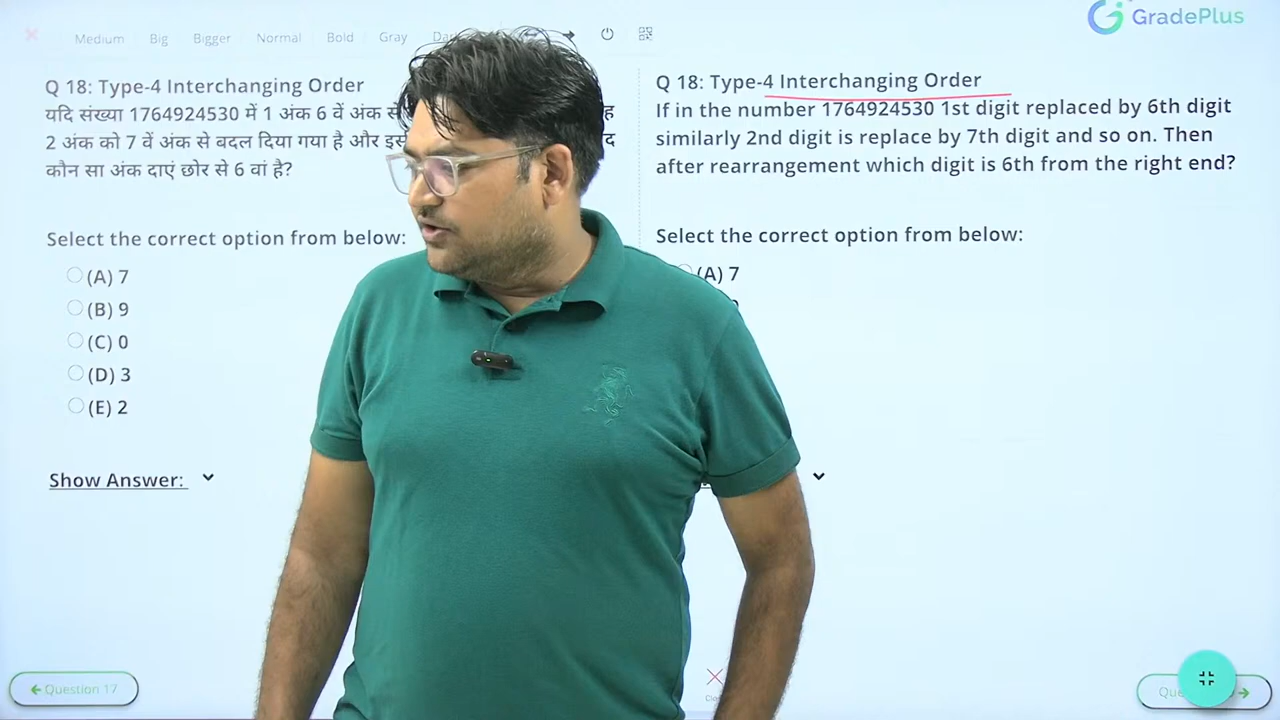 GradePlus
Medium Big Bigger Normal Bold Gray
Q 18: Type-4 Interchanging Order
यदि संख्या 1764924530 में 1 अंक 6 वें अंक से
2 अंक को 7 वें अंक से बदल दिया गया है और इस
कौन सा अंक दाएं छोर से 6 वां है?
Select the correct option from below:
(A) 7
(B) 9
(C) 0
(D) 3
(E) 2
Show Answer:
Question 17
Q 18: Type-4 Interchanging Order
If in the number 1764924530 1st digit replaced by 6th digit
similarly 2nd digit is replace by 7th digit and so on. Then
after rearrangement which digit is 6th from the right end?
Select the correct option from below:
(A) 7